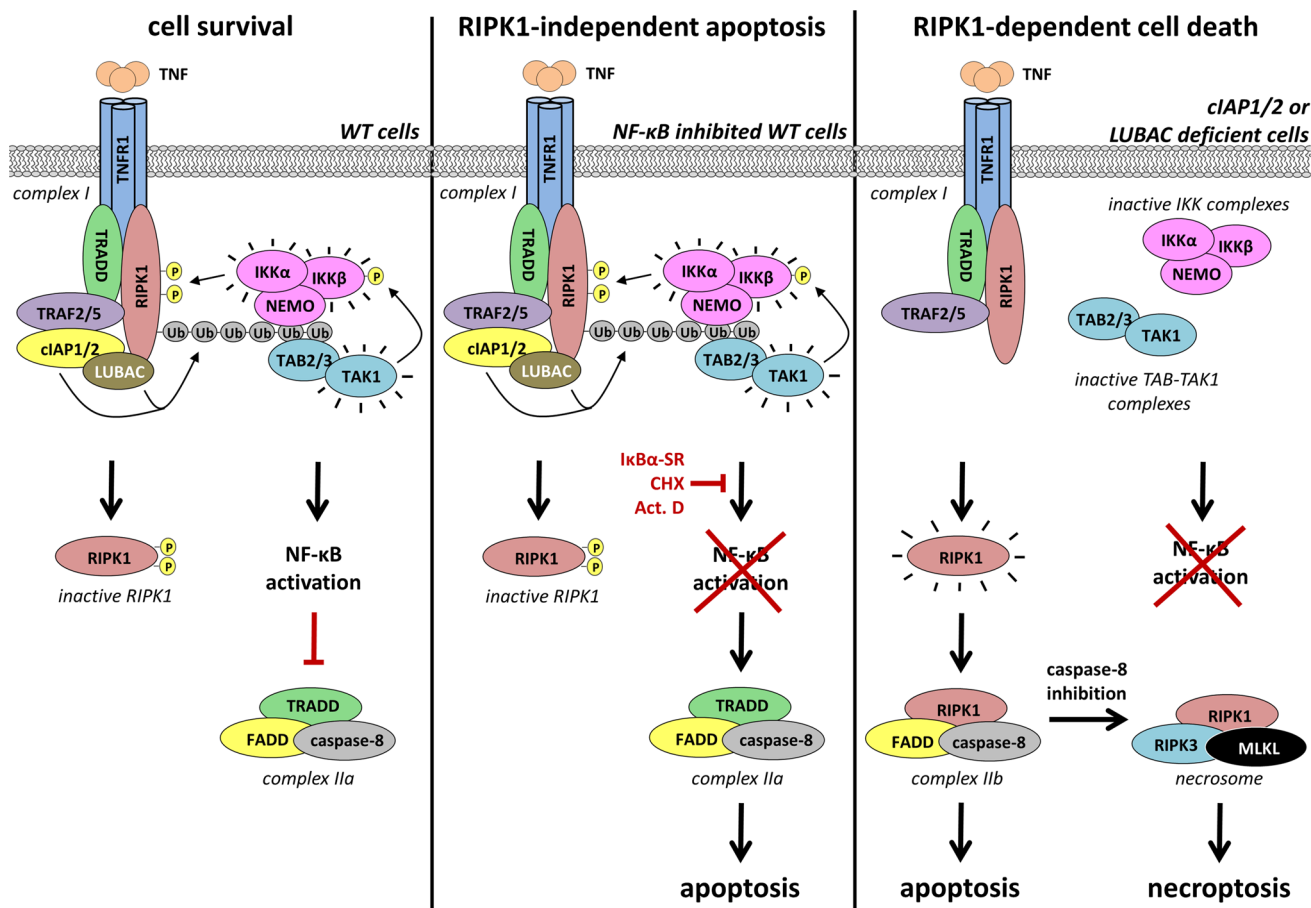 cell survival
TNF
WT cells
TNFR1
complex I
TRADD
RIPK1
P
P
IKKα
IKKβ
P
NEMO
TRAF2/5
Ub Ub Ub Ub Ub Ub
cIAP1/2
LUBAC
TAB2/3
TAK1
RIPK1
P
P
inactive RIPK1
NF-κB
activation
TRADD
FADD
caspase-8
complex IIa
RIPK1-independent apoptosis
TNF
NF-κB inhibited WT cells
TNFR1
complex I
TRADD
RIPK1
P
P
IKKα
IKKβ
P
NEMO
TRAF2/5
Ub Ub Ub Ub Ub Ub
cIAP1/2
LUBAC
TAB2/3
TAK1
IκBα-SR
CHX
Act. D
RIPK1
P
P
inactive RIPK1
NF-κB
activation
TRADD
FADD
caspase-8
complex IIa
apoptosis
RIPK1-dependent cell death
TNF
cIAP1/2 or
LUBAC deficient cells
TNFR1
complex I
inactive IKK complexes
TRADD
RIPK1
IKKα
IKKβ
NEMO
TRAF2/5
TAB2/3
TAK1
inactive TAB-TAK1
complexes
RIPK1
NF-κB
activation
caspase-8
inhibition
RIPK1
FADD
caspase-8
complex IIb
RIPK1
RIPK3
MLKL
necrosome
apoptosis
necroptosis